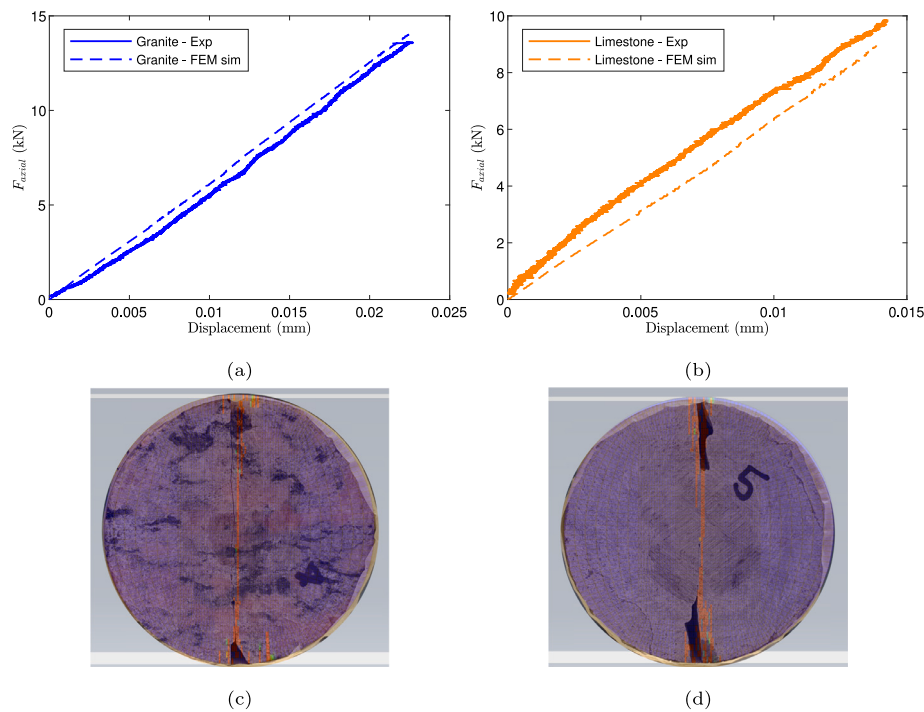 15
Granite - Exp
Granite - FEM sim
10
F_axial (kN)
5
0
0 0.005 0.01 0.015 0.02 0.025
Displacement (mm)
(a)
10
Limestone - Exp
Limestone - FEM sim
8
6
F_axial (kN)
4
2
0
0 0.005 0.01 0.015
Displacement (mm)
(b)
4
(c)
5
(d)